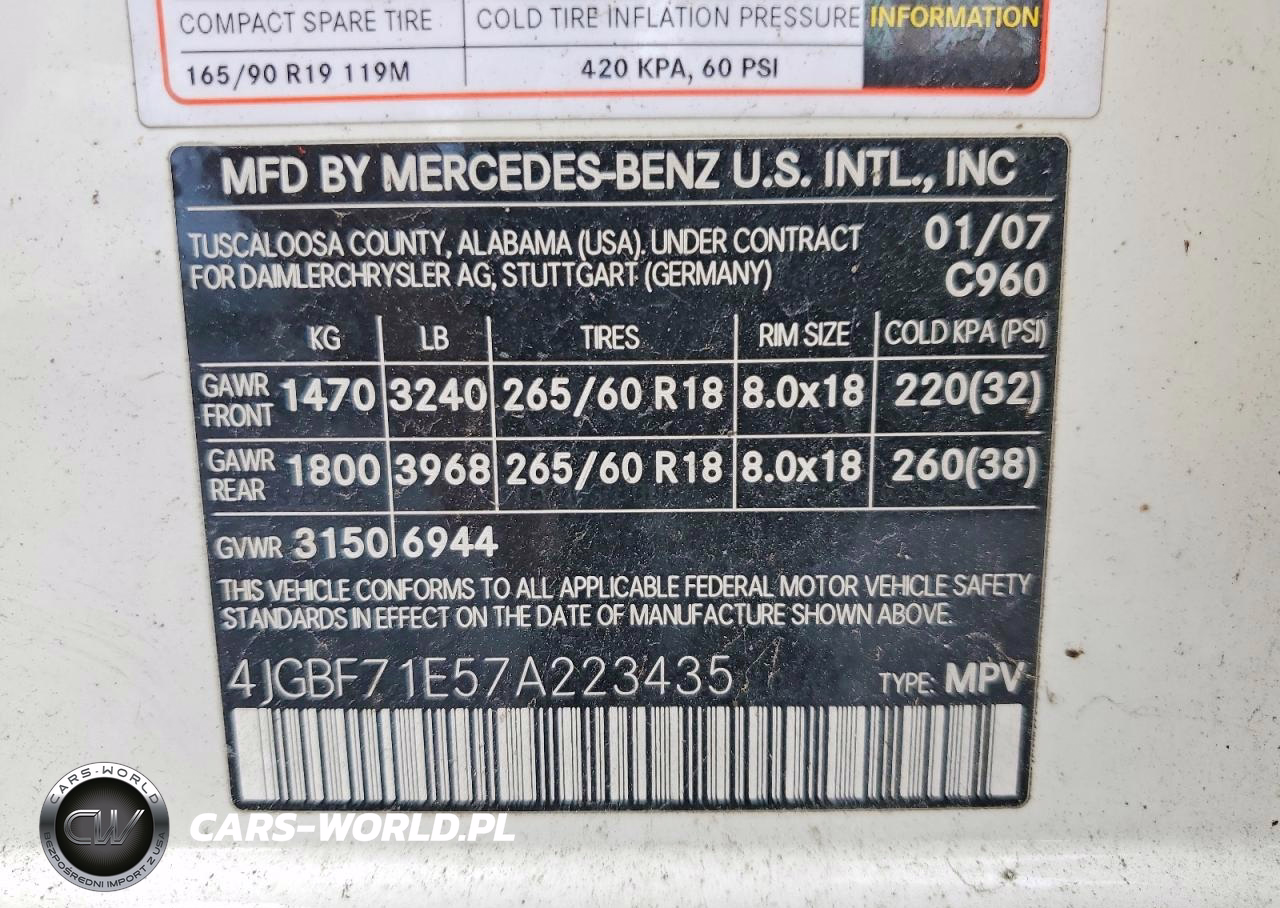 COMPACT SPARE TIRE COLD TIRE INFLATION PRESSURE INFORMATION
165/90 R19 119M 420 KPA, 60 PSI
MFD BY MERCEDES-BENZ U.S. INTL., INC
TUSCALOOSA COUNTY, ALABAMA (USA). UNDER CONTRACT 01/07
FOR DAIMLERCHRYSLER AG, STUTTGART (GERMANY) C960
KG LB TIRES RIM SIZE COLD KPA (PSI)
GAWR FRONT 1470 3240 265/60 R18 8.0x18 220(32)
GAWR REAR 1800 3968 265/60 R18 8.0x18 260(38)
GVWR 3150 6944
THIS VEHICLE CONFORMS TO ALL APPLICABLE FEDERAL MOTOR VEHICLE SAFETY
STANDARDS IN EFFECT ON THE DATE OF MANUFACTURE SHOWN ABOVE.
4JGBF71E57A223435 TYPE: MPV
CARS-WORLD
CW
BEZPOŚREDNI IMPORT Z USA
CARS-WORLD.PL